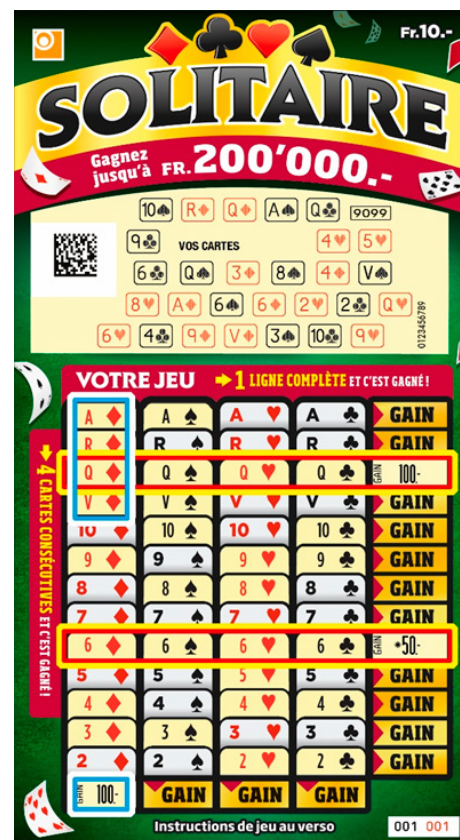 Fr.10.-
SOLITAIRE
Gagnez
jusqu'à FR. 200'000.-
10♠ R♦ Q♦ A♠ Q♣ 9099
9♣ VOS CARTES 4♥ 5♥
6♣ Q♠ 3♦ 8♠ 4♦ V♠
8♥ A♦ 6♠ 6♦ 2♥ 2♣ Q♥
6♥ 4♣ 9♦ V♦ 3♠ 10♣ 9♥
0123456789
VOTRE JEU → 1 LIGNE COMPLÈTE ET C'EST GAGNÉ !
→ 4 CARTES CONSÉCUTIVES ET C'EST GAGNÉ !
A♦ A♠ A♥ A♣ GAIN
R♦ R♠ R♥ R♣ GAIN
Q♦ Q♠ Q♥ Q♣ GAIN 100.-
V♦ V♠ V♥ V♣ GAIN
10♦ 10♠ 10♥ 10♣ GAIN
9♦ 9♠ 9♥ 9♣ GAIN
8♦ 8♠ 8♥ 8♣ GAIN
7♦ 7♠ 7♥ 7♣ GAIN
6♦ 6♠ 6♥ 6♣ GAIN +50.-
5♦ 5♠ 5♥ 5♣ GAIN
4♦ 4♠ 4♥ 4♣ GAIN
3♦ 3♠ 3♥ 3♣ GAIN
2♦ 2♠ 2♥ 2♣ GAIN
GAIN 100.- GAIN GAIN GAIN
Instructions de jeu au verso
001 001